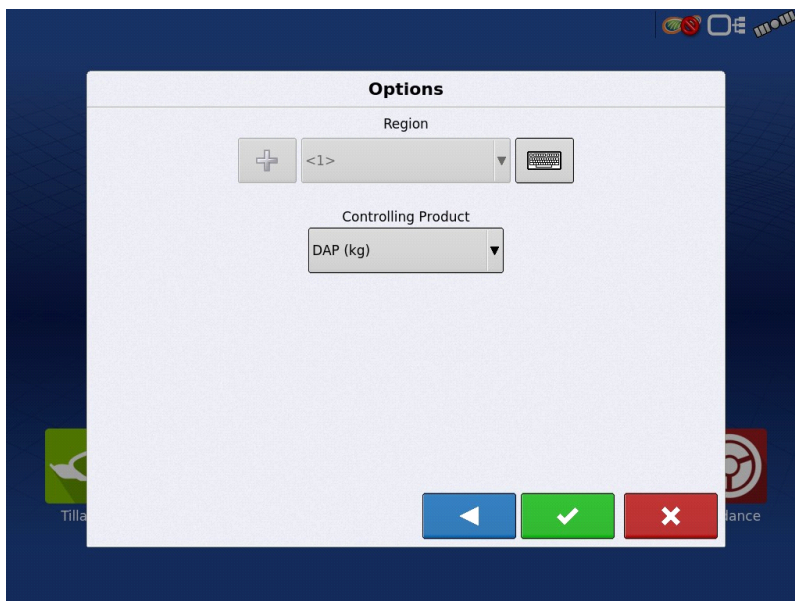 Options
Region
<1>
Controlling Product
DAP (kg)
Tilla
dance